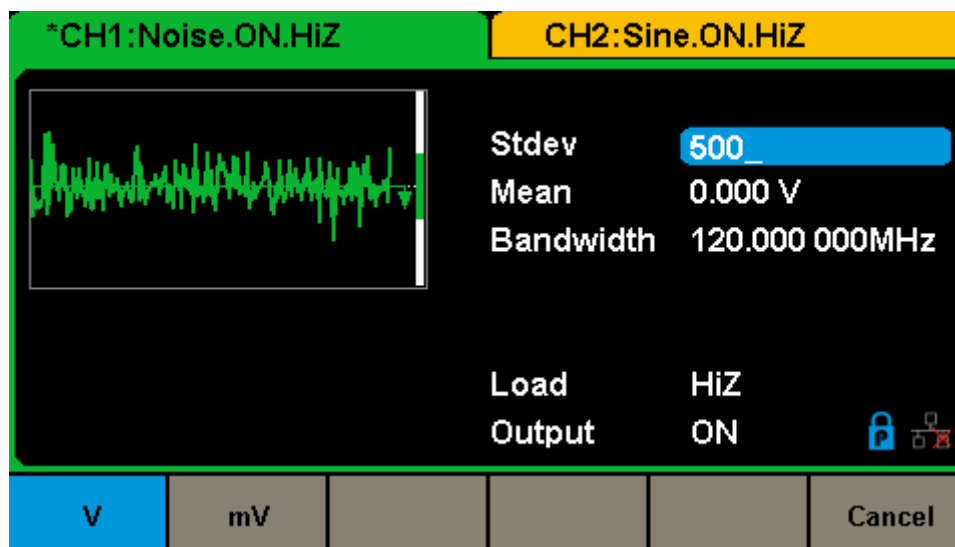 *CH1:Noise.ON.HiZ CH2:Sine.ON.HiZ
Stdev 500_
Mean 0.000 V
Bandwidth 120.000 000MHz
Load HiZ
Output ON
V mV Cancel